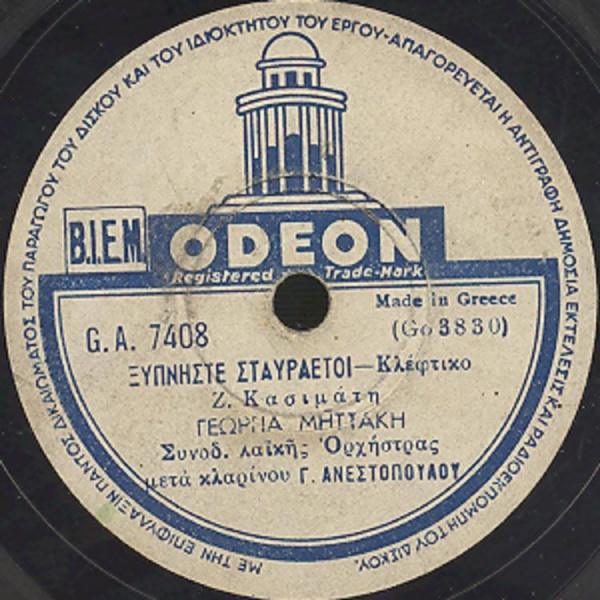 ΜΕ ΤΗΝ ΕΠΙΦΥΛΑΞΙΝ ΠΑΝΤΟΣ ΔΙΚΑΙΩΜΑΤΟΣ ΤΟΥ ΠΑΡΑΓΩΓΟΥ ΤΟΥ ΔΙΣΚΟΥ ΚΑΙ ΤΟΥ ΙΔΙΟΚΤΗΤΟΥ ΤΟΥ ΕΡΓΟΥ-ΑΠΑΓΟΡΕΥΕΤΑΙ Η ΑΝΤΙΓΡΑΦΗ ΔΗΜΟΣΙΑ ΕΚΤΕΛΕΣΙΣ ΚΑΙ ΡΑΔΙΟΕΚΠΟΜΠΗ ΤΟΥ ΔΙΣΚΟΥ.
B.I.E.M. ODEON
Registered Trade-Mark
Made in Greece
G.A. 7408 (Go 3830)
ΞΥΠΝΗΣΤΕ ΣΤΑΥΡΑΕΤΟΙ—Κλέφτικο
Ζ. Κασιμάτη
ΓΕΩΡΓΙΑ ΜΗΤΤΑΚΗ
Συνοδ. λαϊκῆς Ὀρχήστρας
μετά κλαρίνου Γ. ΑΝΕΣΤΟΠΟΥΛΟΥ